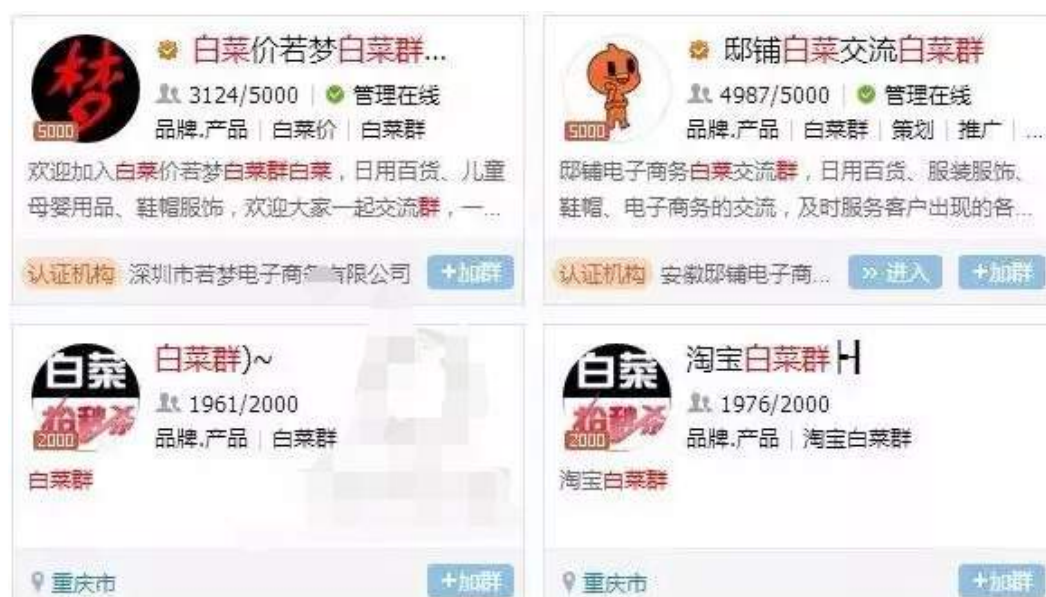 梦
5000
白菜价若梦白菜群...
3124/5000 | 管理在线
品牌.产品 | 白菜价 | 白菜群
欢迎加入白菜价若梦白菜群白菜，日用百货、儿童
母婴用品、鞋帽服饰，欢迎大家一起交流群，一...
认证机构 深圳市若梦电子商务有限公司 +加群
5000
邸铺白菜交流白菜群
4987/5000 | 管理在线
品牌.产品 | 白菜群 | 策划 | 推广 | ...
邸铺电子商务白菜交流群，日用百货、服装服饰、
鞋帽、电子商务的交流，及时服务客户出现的各...
认证机构 安徽邸铺电子商... » 进入 +加群
白菜
抢秒杀
2000
白菜群)~
1961/2000
品牌.产品 | 白菜群
白菜群
重庆市 +加群
白菜
抢秒杀
2000
淘宝白菜群├┤
1976/2000
品牌.产品 | 淘宝白菜群
淘宝白菜群
重庆市 +加群